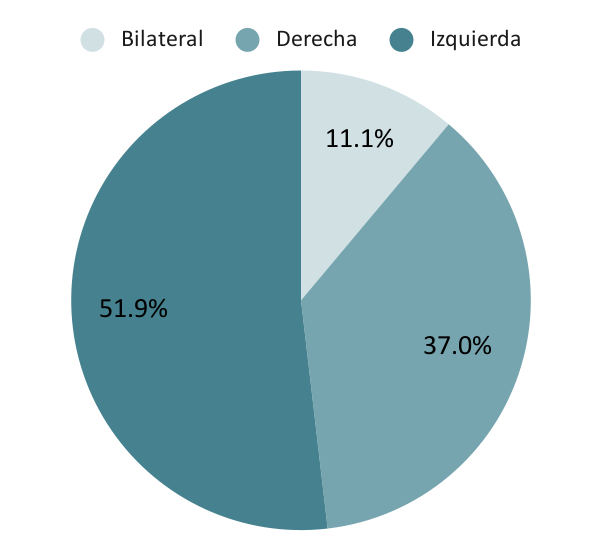 Bilateral Derecha Izquierda
11.1%
51.9%
37.0%